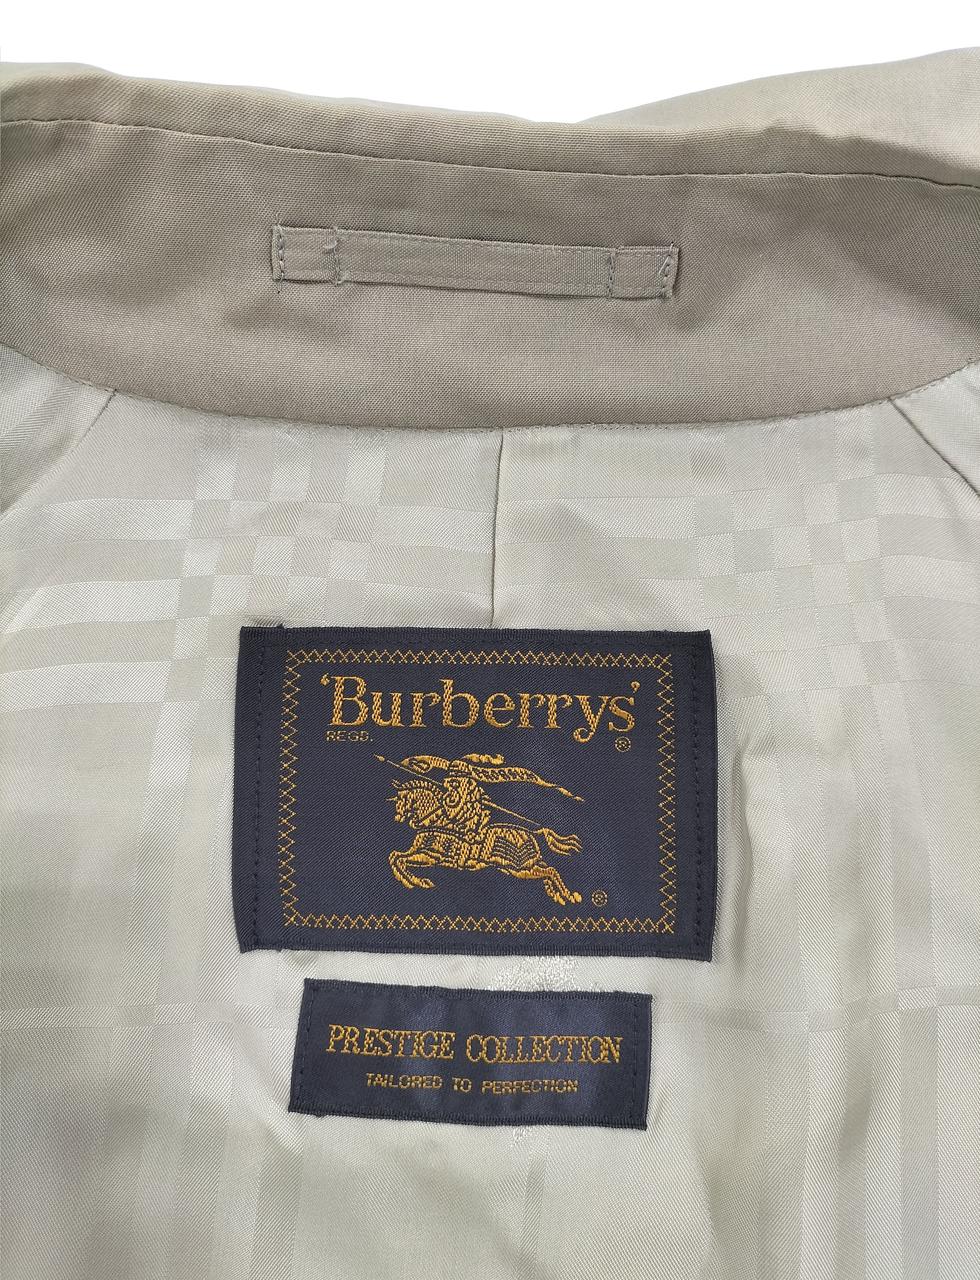 'Burberrys'
REGD. ®
®
PRESTIGE COLLECTION
TAILORED TO PERFECTION